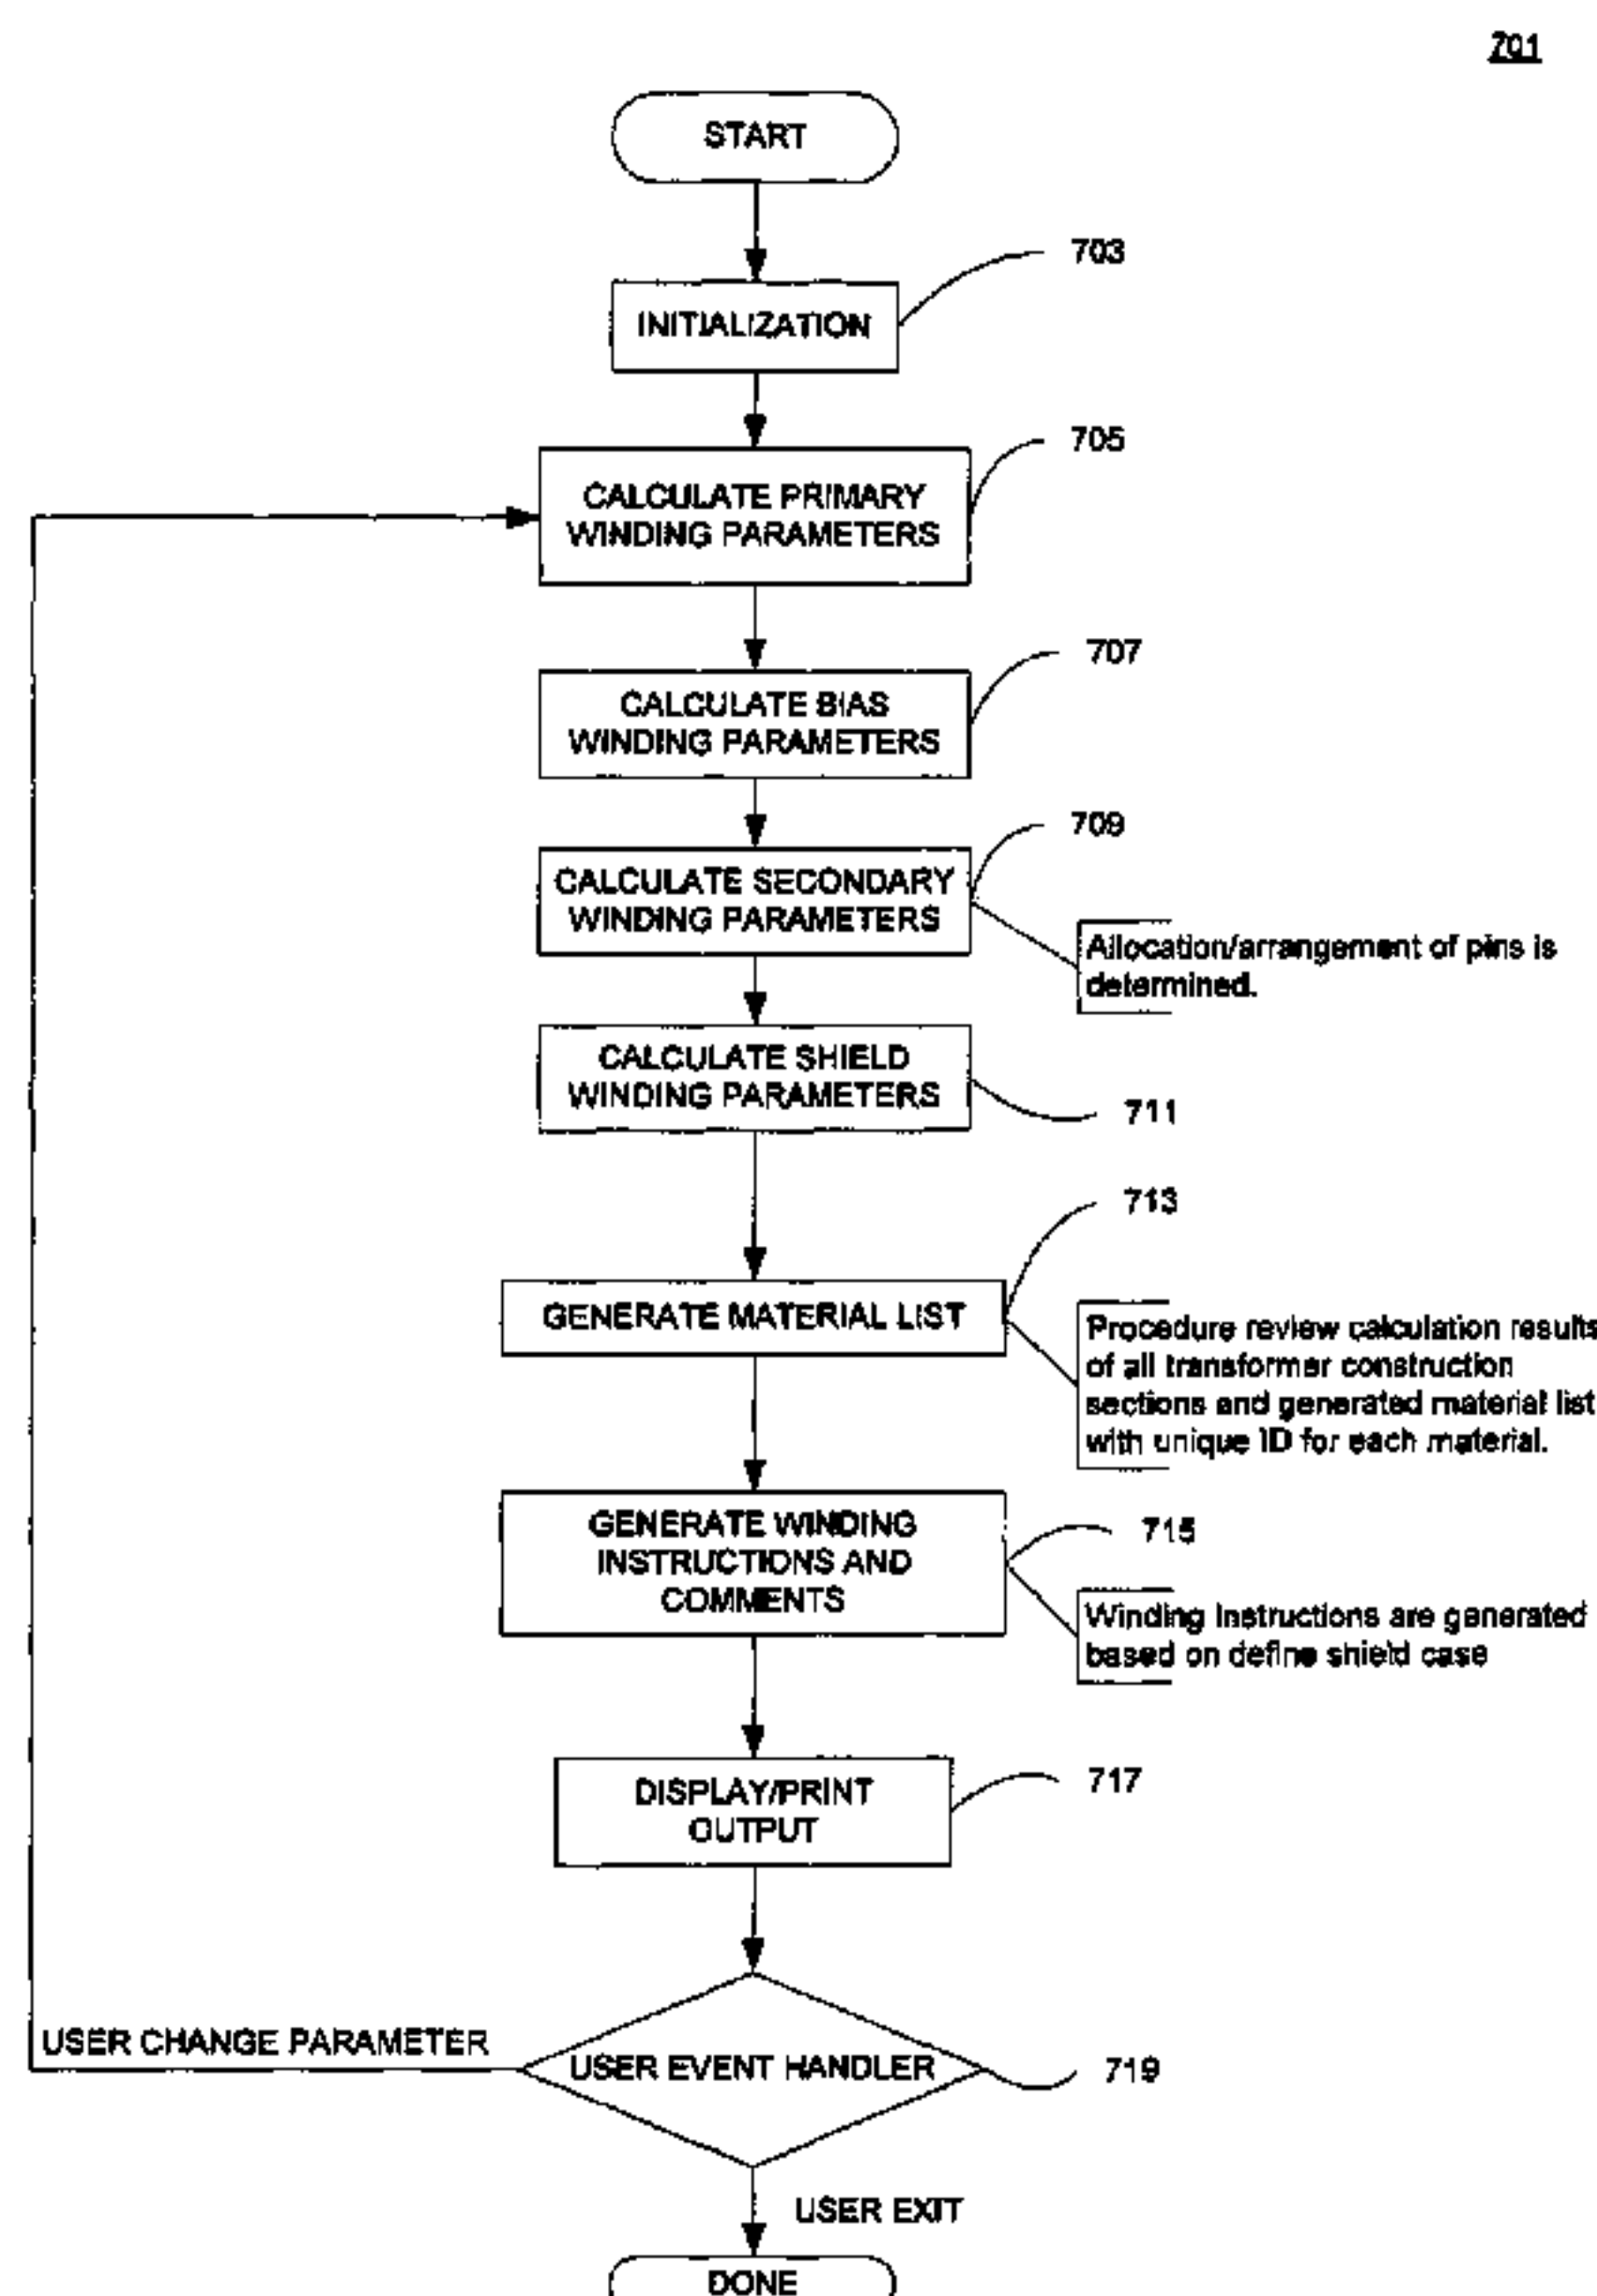 701
START
703
INITIALIZATION
705
CALCULATE PRIMARY
WINDING PARAMETERS
707
CALCULATE BIAS
WINDING PARAMETERS
709
CALCULATE SECONDARY
WINDING PARAMETERS
Allocation/arrangement of pins is
determined.
CALCULATE SHIELD
WINDING PARAMETERS
711
713
GENERATE MATERIAL LIST
Procedure review calculation results
of all transformer construction
sections and generated material list
with unique ID for each material.
GENERATE WINDING
INSTRUCTIONS AND
COMMENTS
715
Winding Instructions are generated
based on define shield case
DISPLAY/PRINT
OUTPUT
717
USER CHANGE PARAMETER
USER EVENT HANDLER
719
USER EXIT
DONE